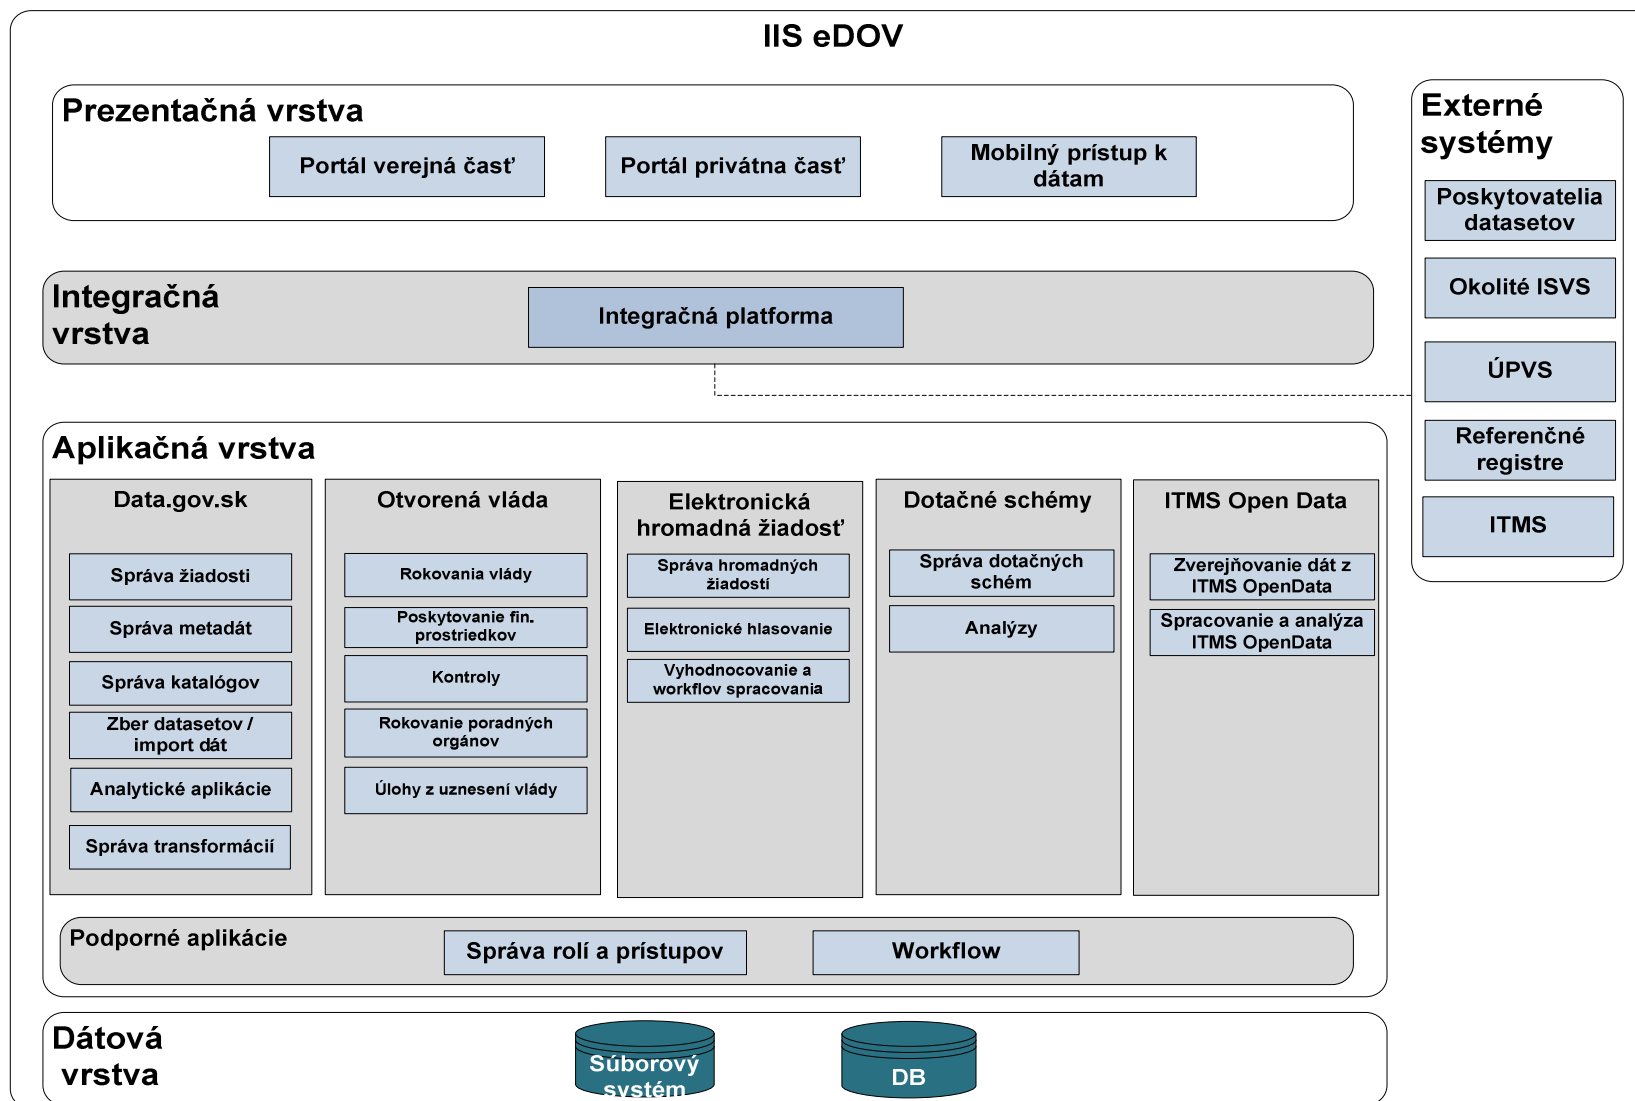 IIS eDOV
Prezentačná vrstva
Portál verejná časť
Portál privátna časť
Mobilný prístup k
dátam
Externé
systémy
Poskytovatelia
datasetov
Okolité ISVS
ÚPVS
Referenčné
registre
ITMS
Integračná
vrstva
Integračná platforma
Aplikačná vrstva
Data.gov.sk
Správa žiadosti
Správa metadát
Správa katalógov
Zber datasetov /
import dát
Analytické aplikácie
Správa transformácií
Otvorená vláda
Rokovania vlády
Poskytovanie fin.
prostriedkov
Kontroly
Rokovanie poradných
orgánov
Úlohy z uznesení vlády
Elektronická
hromadná žiadosť
Správa hromadných
žiadostí
Elektronické hlasovanie
Vyhodnocovanie a
workflov spracovania
Dotačné schémy
Správa dotačných
schém
Analýzy
ITMS Open Data
Zverejňovanie dát z
ITMS OpenData
Spracovanie a analýza
ITMS OpenData
Podporné aplikácie
Správa rolí a prístupov
Workflow
Dátová
vrstva
Súborový
systém
DB